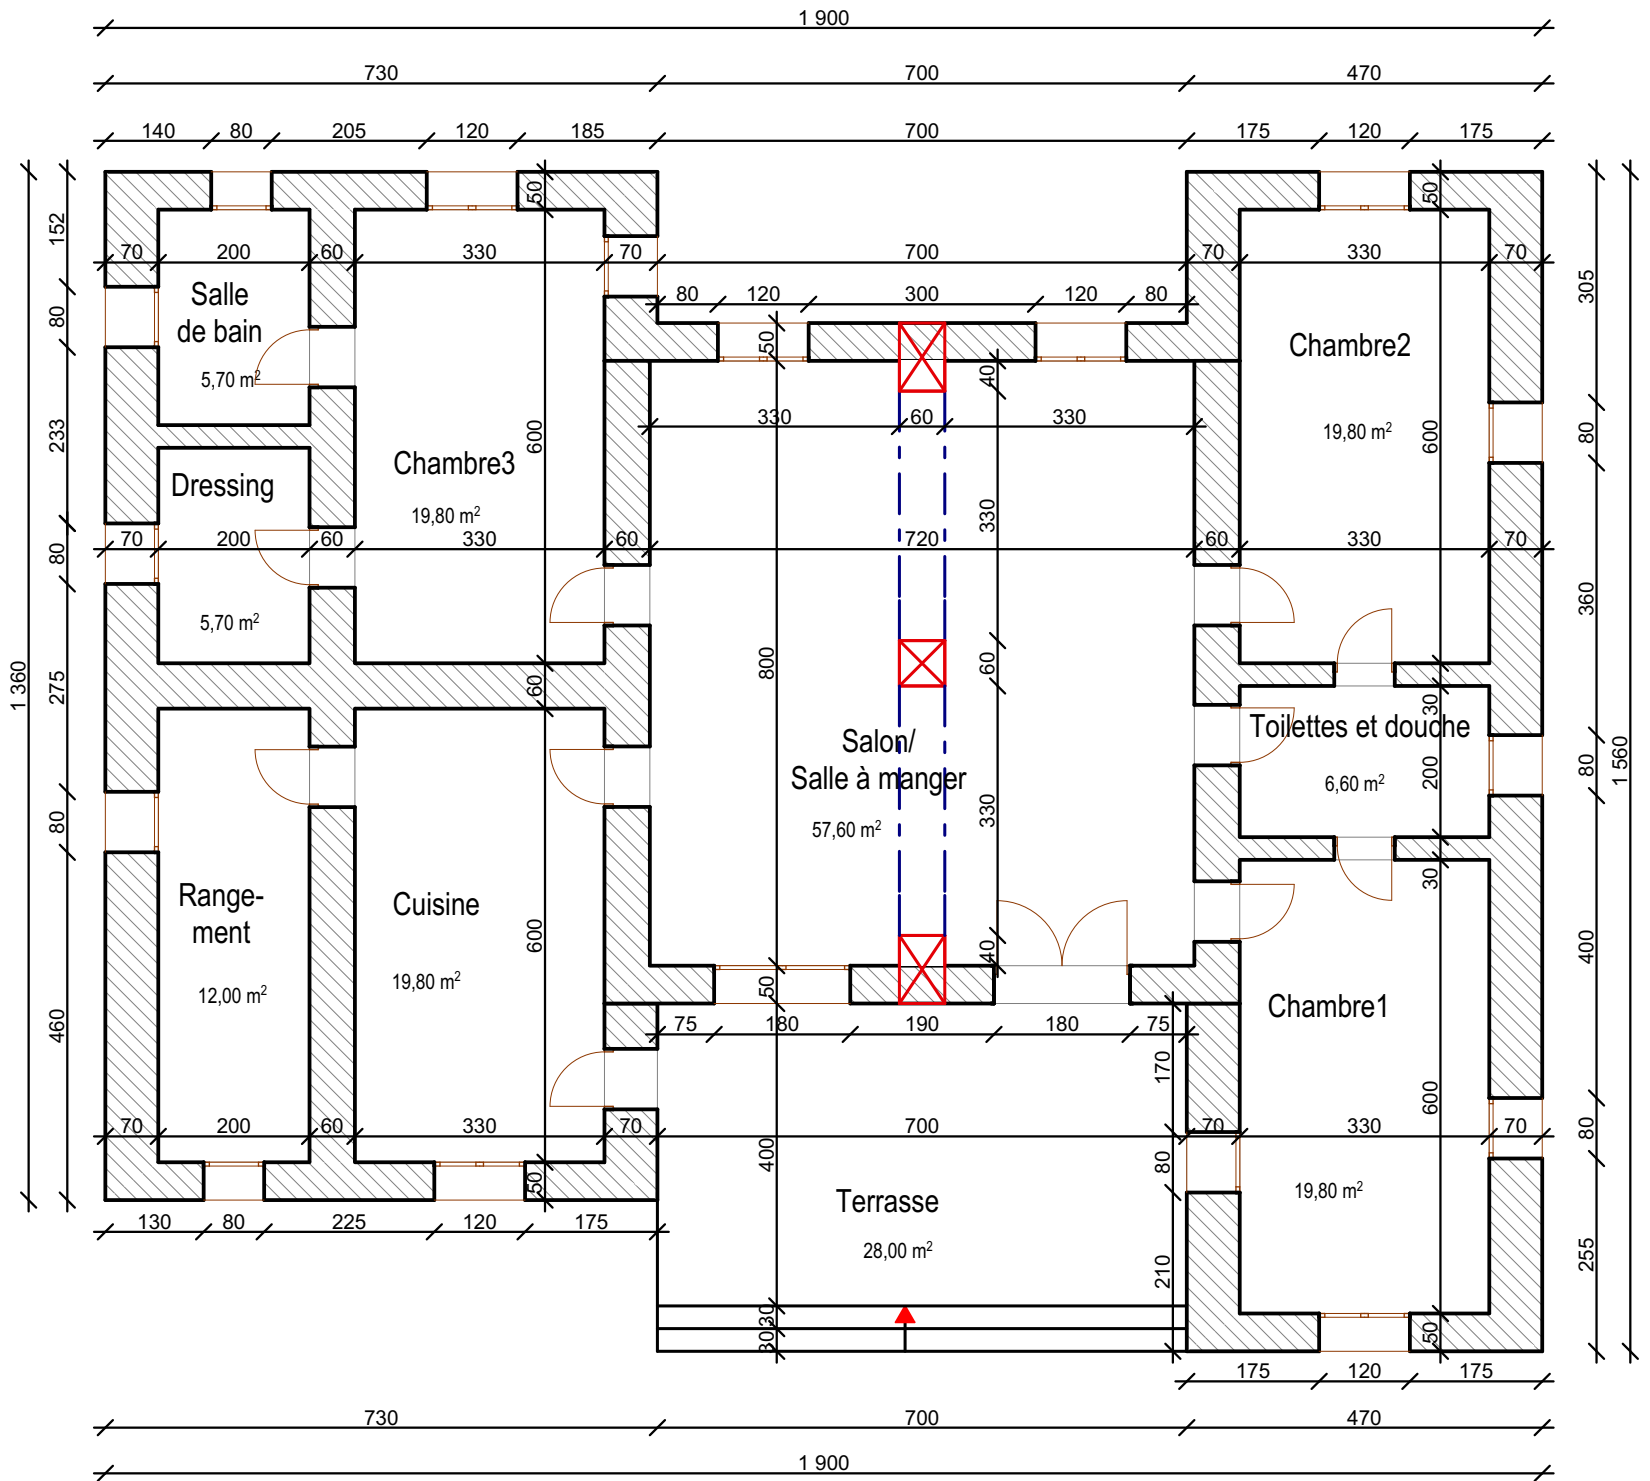 1 900
730 700 470
140 80 205 120 185 700 175 120 175
50 50
152
70 200 60 330 70 700 70 330 70
305
80 120 300 120 80
Salle
de bain
5,70 m²
80
50
40
Chambre2
19,80 m²
330 60 330
233
600
600
80
Chambre3
19,80 m²
Dressing
330
80
70 200 60 330 60 720 60 330 70
5,70 m²
360
1 360
275
60
800
60
30
Toilettes et douche
6,60 m²
200
80
1 560
Salon/
Salle à manger
57,60 m²
330
80
30
Range-
ment
12,00 m²
Cuisine
19,80 m²
600
400
40
50
Chambre1
75 180 190 180 75
460
170
600
70 200 60 330 70 700 70 330 70
80
400
80
50
Terrasse
28,00 m²
19,80 m²
130 80 225 120 175
210
255
30
30
50
175 120 175
730 700 470
1 900